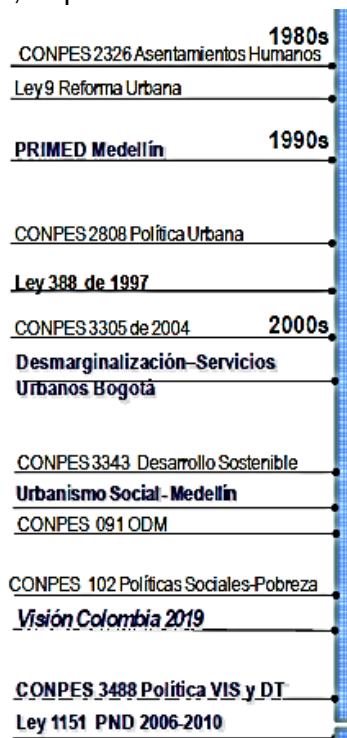 1980s
CONPES 2326 Asentamientos Humanos
Ley 9 Reforma Urbana
1990s
PRIMED Medellín
CONPES 2808 Política Urbana
Ley 388 de 1997
CONPES 3305 de 2004 2000s
Desmarginalización–Servicios
Urbanos Bogotá
CONPES 3343 Desarrollo Sostenible
Urbanismo Social - Medellín
CONPES 091 ODM
CONPES 102 Políticas Sociales-Pobreza
Visión Colombia 2019
CONPES 3488 Política VIS y DT
Ley 1151 PND 2006-2010